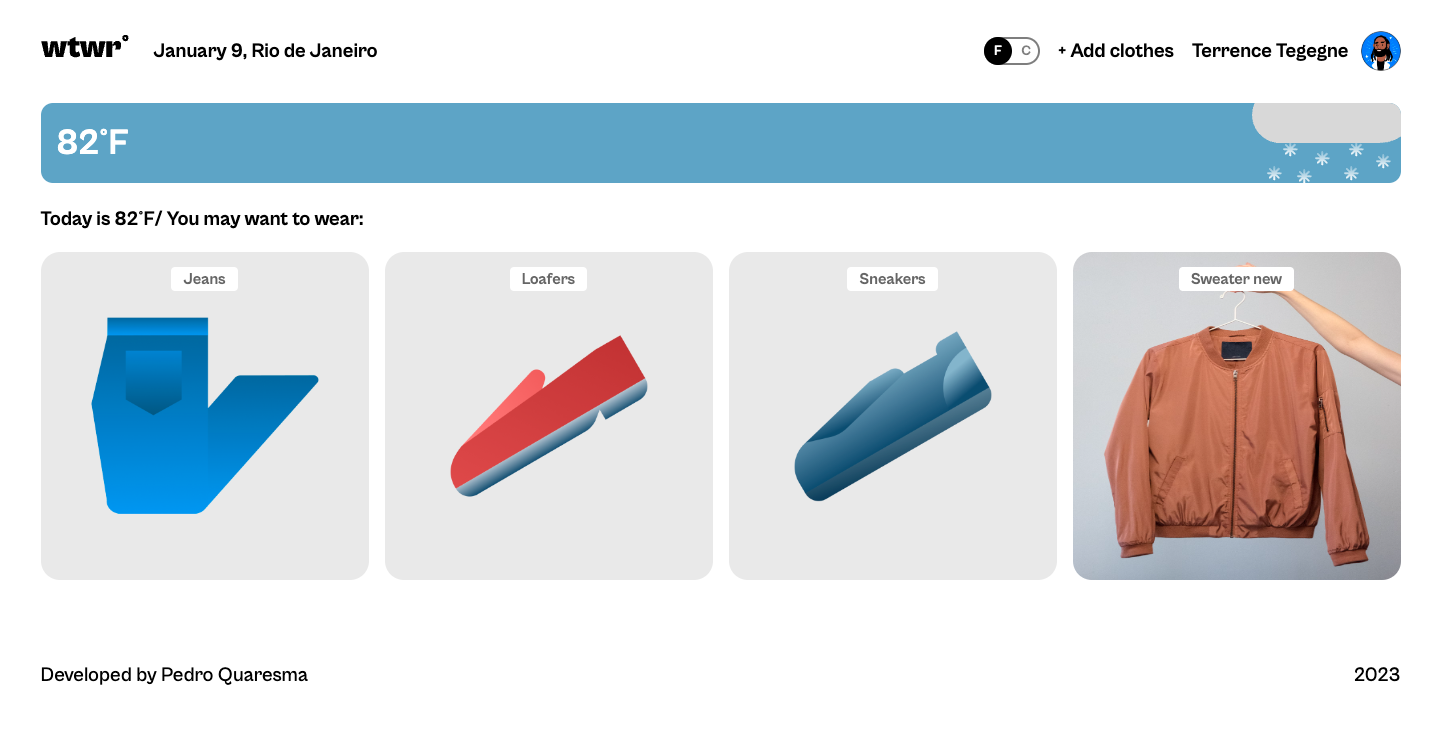 wtwr°
January 9, Rio de Janeiro
F C
+ Add clothes
Terrence Tegegne
82°F
Today is 82°F/ You may want to wear:
Jeans
Loafers
Sneakers
Sweater new
Developed by Pedro Quaresma
2023